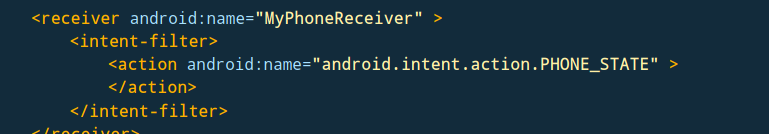 <receiver android:name="MyPhoneReceiver" >
<intent-filter>
<action android:name="android.intent.action.PHONE_STATE" >
</action>
</intent-filter>
</receiver>